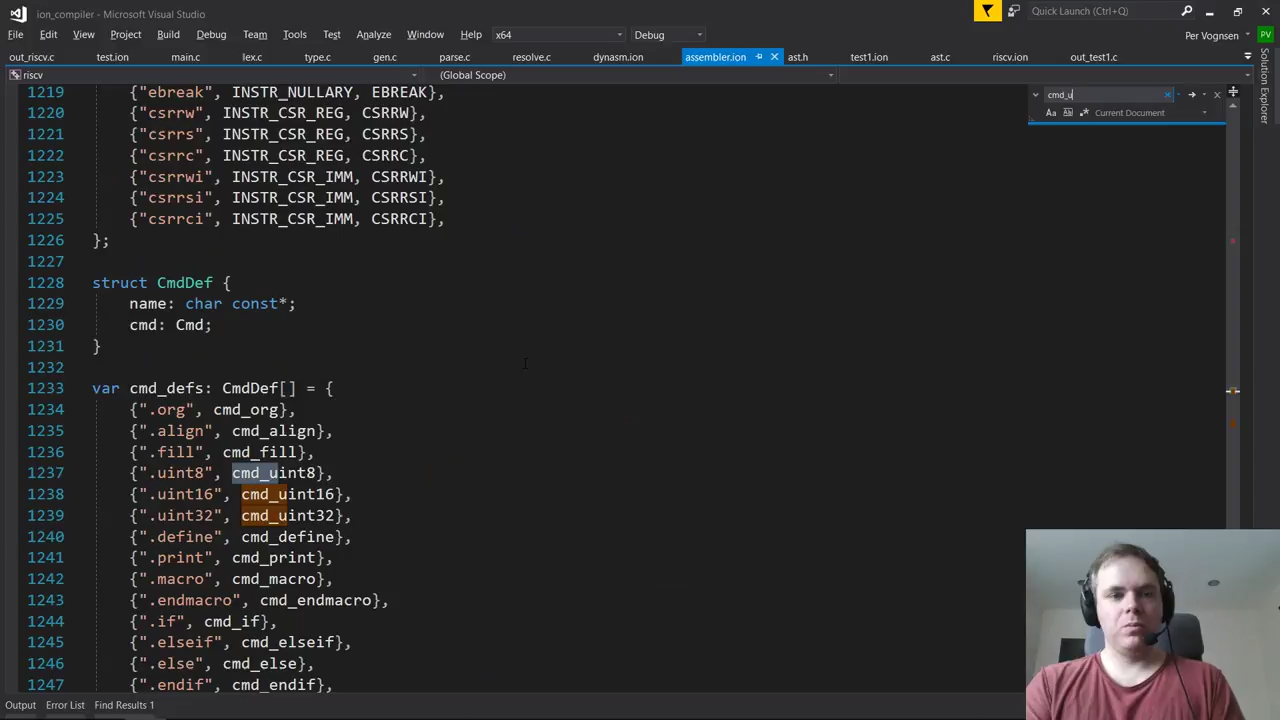 ion_compiler - Microsoft Visual Studio
Quick Launch (Ctrl+Q)
File Edit View Project Build Debug Team Tools Test Analyze Window Help x64 Debug Per Vognsen PV
out_riscv.c test.ion main.c lex.c type.c gen.c parse.c resolve.c dynasm.ion assembler.ion ast.h test1.ion ast.c riscv.ion out_test1.c
riscv (Global Scope)
Solution Explorer
cmd_u
Aa Current Document
1219 {"ebreak", INSTR_NULLARY, EBREAK},
1220 {"csrrw", INSTR_CSR_REG, CSRRW},
1221 {"csrrs", INSTR_CSR_REG, CSRRS},
1222 {"csrrc", INSTR_CSR_REG, CSRRC},
1223 {"csrrwi", INSTR_CSR_IMM, CSRRWI},
1224 {"csrrsi", INSTR_CSR_IMM, CSRRSI},
1225 {"csrrci", INSTR_CSR_IMM, CSRRCI},
1226 };
1227
1228 struct CmdDef {
1229 name: char const*;
1230 cmd: Cmd;
1231 }
1232
1233 var cmd_defs: CmdDef[] = {
1234 {".org", cmd_org},
1235 {".align", cmd_align},
1236 {".fill", cmd_fill},
1237 {".uint8", cmd_uint8},
1238 {".uint16", cmd_uint16},
1239 {".uint32", cmd_uint32},
1240 {".define", cmd_define},
1241 {".print", cmd_print},
1242 {".macro", cmd_macro},
1243 {".endmacro", cmd_endmacro},
1244 {".if", cmd_if},
1245 {".elseif", cmd_elseif},
1246 {".else", cmd_else},
1247 {".endif", cmd_endif},
Output Error List Find Results 1